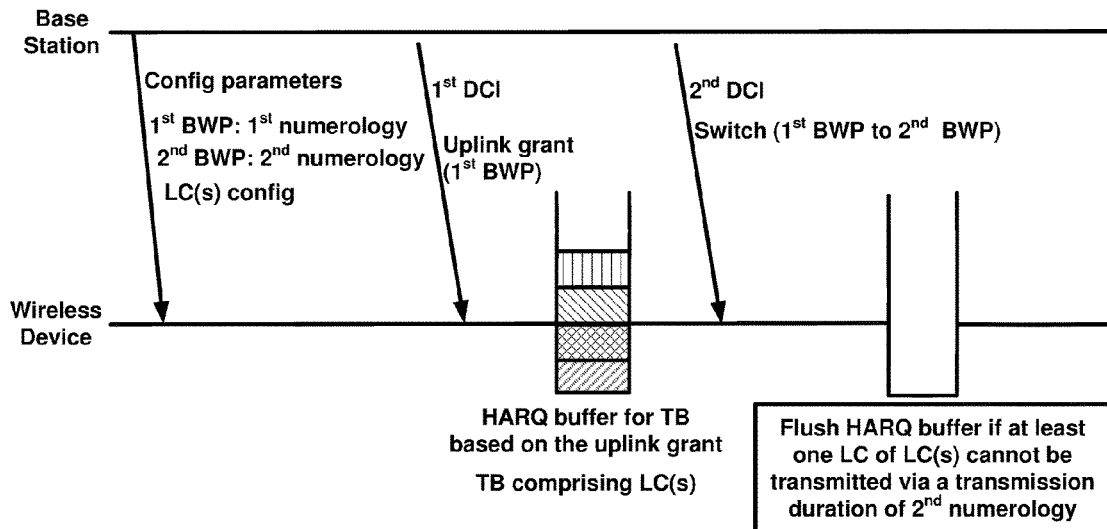 Base
Station
Config parameters
1st BWP: 1st numerology
2nd BWP: 2nd numerology
LC(s) config
1st DCI
Uplink grant
(1st BWP)
2nd DCI
Switch (1st BWP to 2nd BWP)
Wireless
Device
HARQ buffer for TB
based on the uplink grant
TB comprising LC(s)
Flush HARQ buffer if at least
one LC of LC(s) cannot be
transmitted via a transmission
duration of 2nd numerology